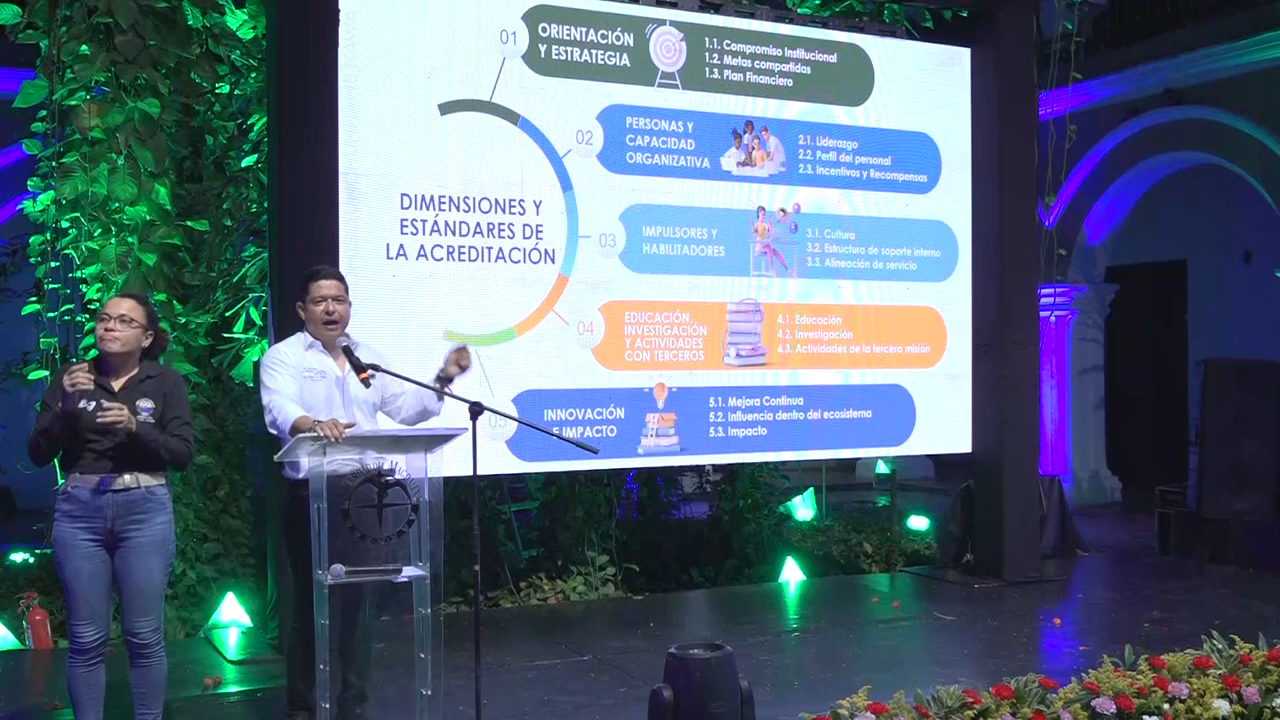 01
ORIENTACIÓN
Y ESTRATEGIA
1.1. Compromiso Institucional
1.2. Metas compartidas
1.3. Plan Financiero
02
PERSONAS Y
CAPACIDAD
ORGANIZATIVA
2.1. Liderazgo
2.2. Perfil del personal
2.3. Incentivos y Recompensas
DIMENSIONES Y
ESTÁNDARES DE
LA ACREDITACIÓN
03
IMPULSORES Y
HABILITADORES
3.1. Cultura
3.2. Estructura de soporte interno
3.3. Alineación de servicio
04
EDUCACIÓN,
INVESTIGACIÓN
Y ACTIVIDADES
CON TERCEROS
4.1. Educación
4.2. Investigación
4.3. Actividades de la tercera misión
05
INNOVACIÓN
E IMPACTO
5.1. Mejora Continua
5.2. Influencia dentro del ecosistema
5.3. Impacto